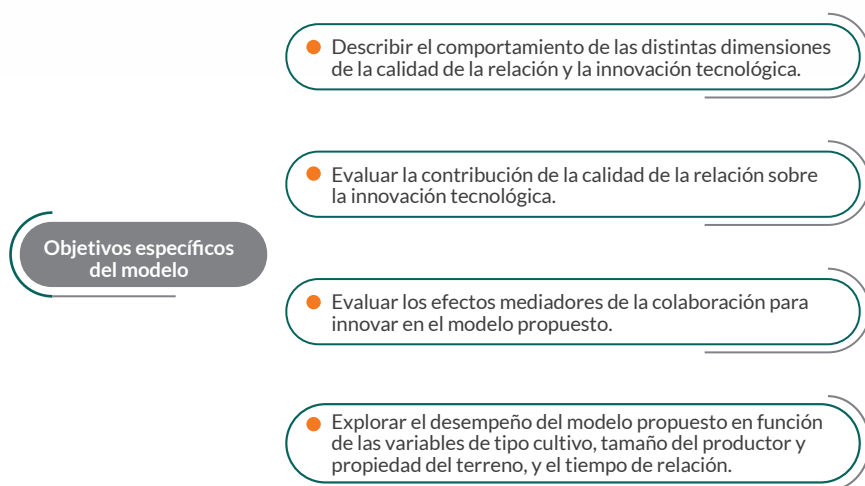 Describir el comportamiento de las distintas dimensiones
de la calidad de la relación y la innovación tecnológica.
Evaluar la contribución de la calidad de la relación sobre
la innovación tecnológica.
Objetivos específicos
del modelo
Evaluar los efectos mediadores de la colaboración para
innovar en el modelo propuesto.
Explorar el desempeño del modelo propuesto en función
de las variables de tipo cultivo, tamaño del productor y
propiedad del terreno, y el tiempo de relación.